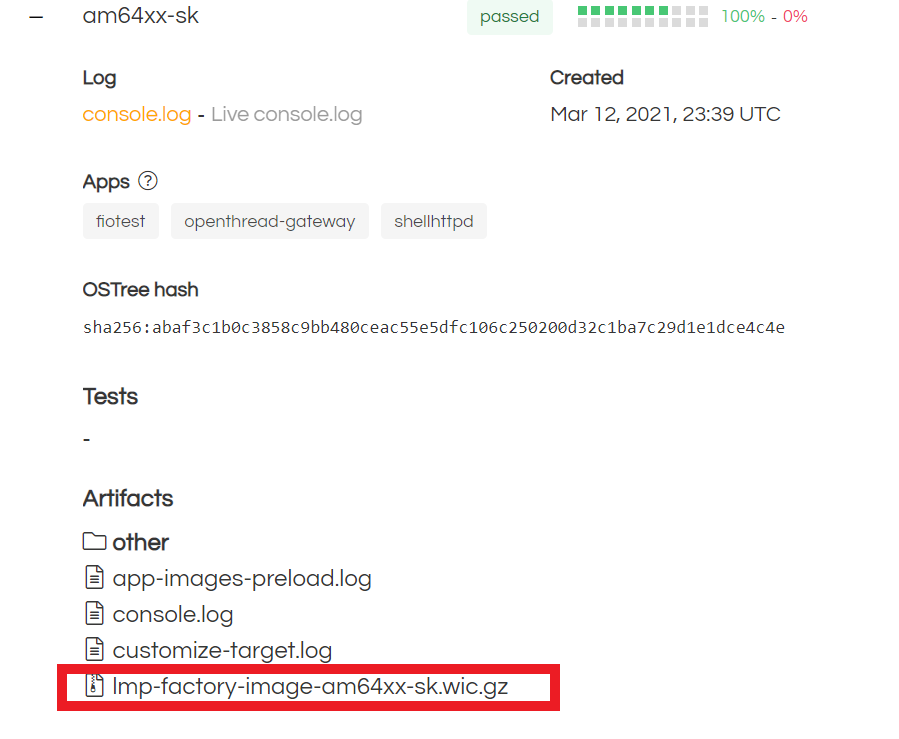 – am64xx-sk passed 100% - 0%
Log Created
console.log - Live console.log Mar 12, 2021, 23:39 UTC
Apps ?
fiotest openthread-gateway shellhttpd
OSTree hash
sha256:abaf3c1b0c3858c9bb480ceac55e5dfc106c250200d32c1ba7c29d1e1dce4c4e
Tests
-
Artifacts
other
app-images-preload.log
console.log
customize-target.log
lmp-factory-image-am64xx-sk.wic.gz